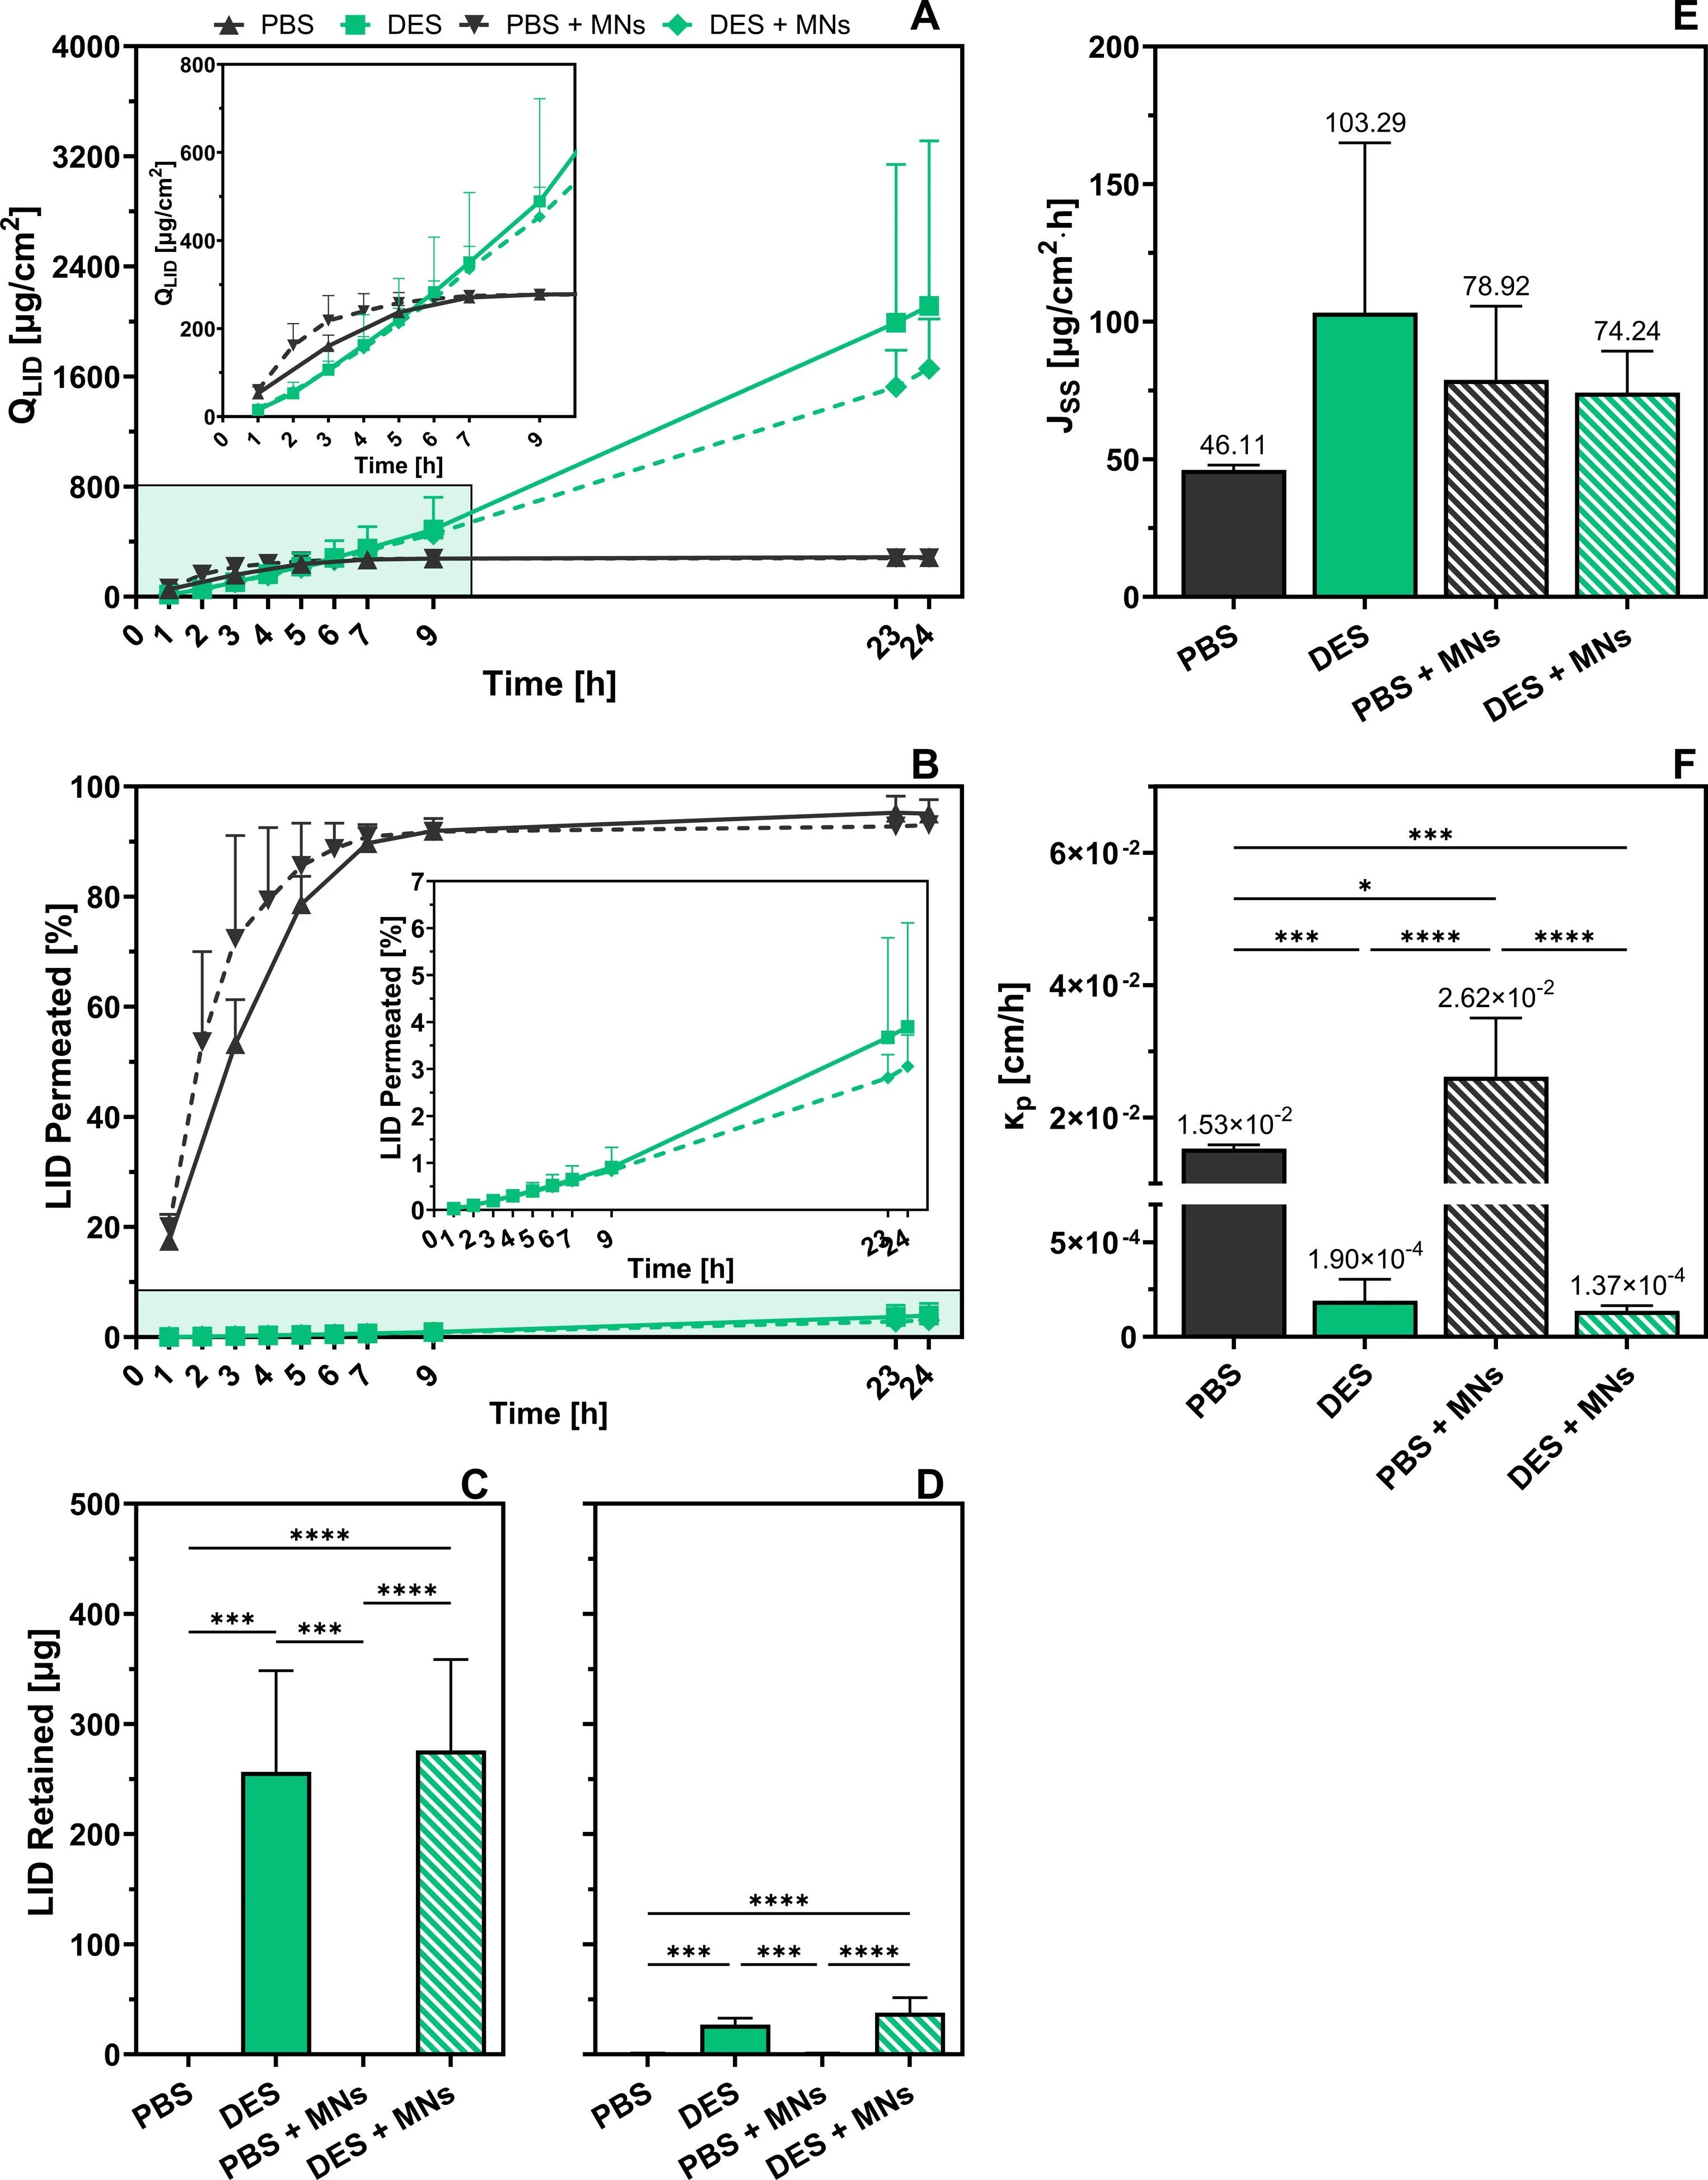 PBS DES PBS + MNs DES + MNs
A
4000
3200
2400
1600
800
0
Q_LID [µg/cm²]
0 1 2 3 4 5 6 7 9 23 24
Time [h]
800
600
400
200
0
Q_LID [µg/cm²]
0 1 2 3 4 5 6 7 9
Time [h]
E
200
150
100
50
0
J_SS [µg/cm²·h]
46.11
103.29
78.92
74.24
PBS
DES
PBS + MNs
DES + MNs
B
100
80
60
40
20
0
LID Permeated [%]
0 1 2 3 4 5 6 7 9 23 24
Time [h]
7
6
5
4
3
2
1
0
LID Permeated [%]
0 1 2 3 4 5 6 7 9 23 24
Time [h]
F
6×10⁻²
4×10⁻²
2×10⁻²
5×10⁻⁴
0
κ_p [cm/h]
***
*
*** **** ****
1.53×10⁻²
1.90×10⁻⁴
2.62×10⁻²
1.37×10⁻⁴
PBS
DES
PBS + MNs
DES + MNs
C
500
400
300
200
100
0
LID Retained [µg]
****
****
***
***
PBS
DES
PBS + MNs
DES + MNs
D
****
*** *** ****
PBS
DES
PBS + MNs
DES + MNs